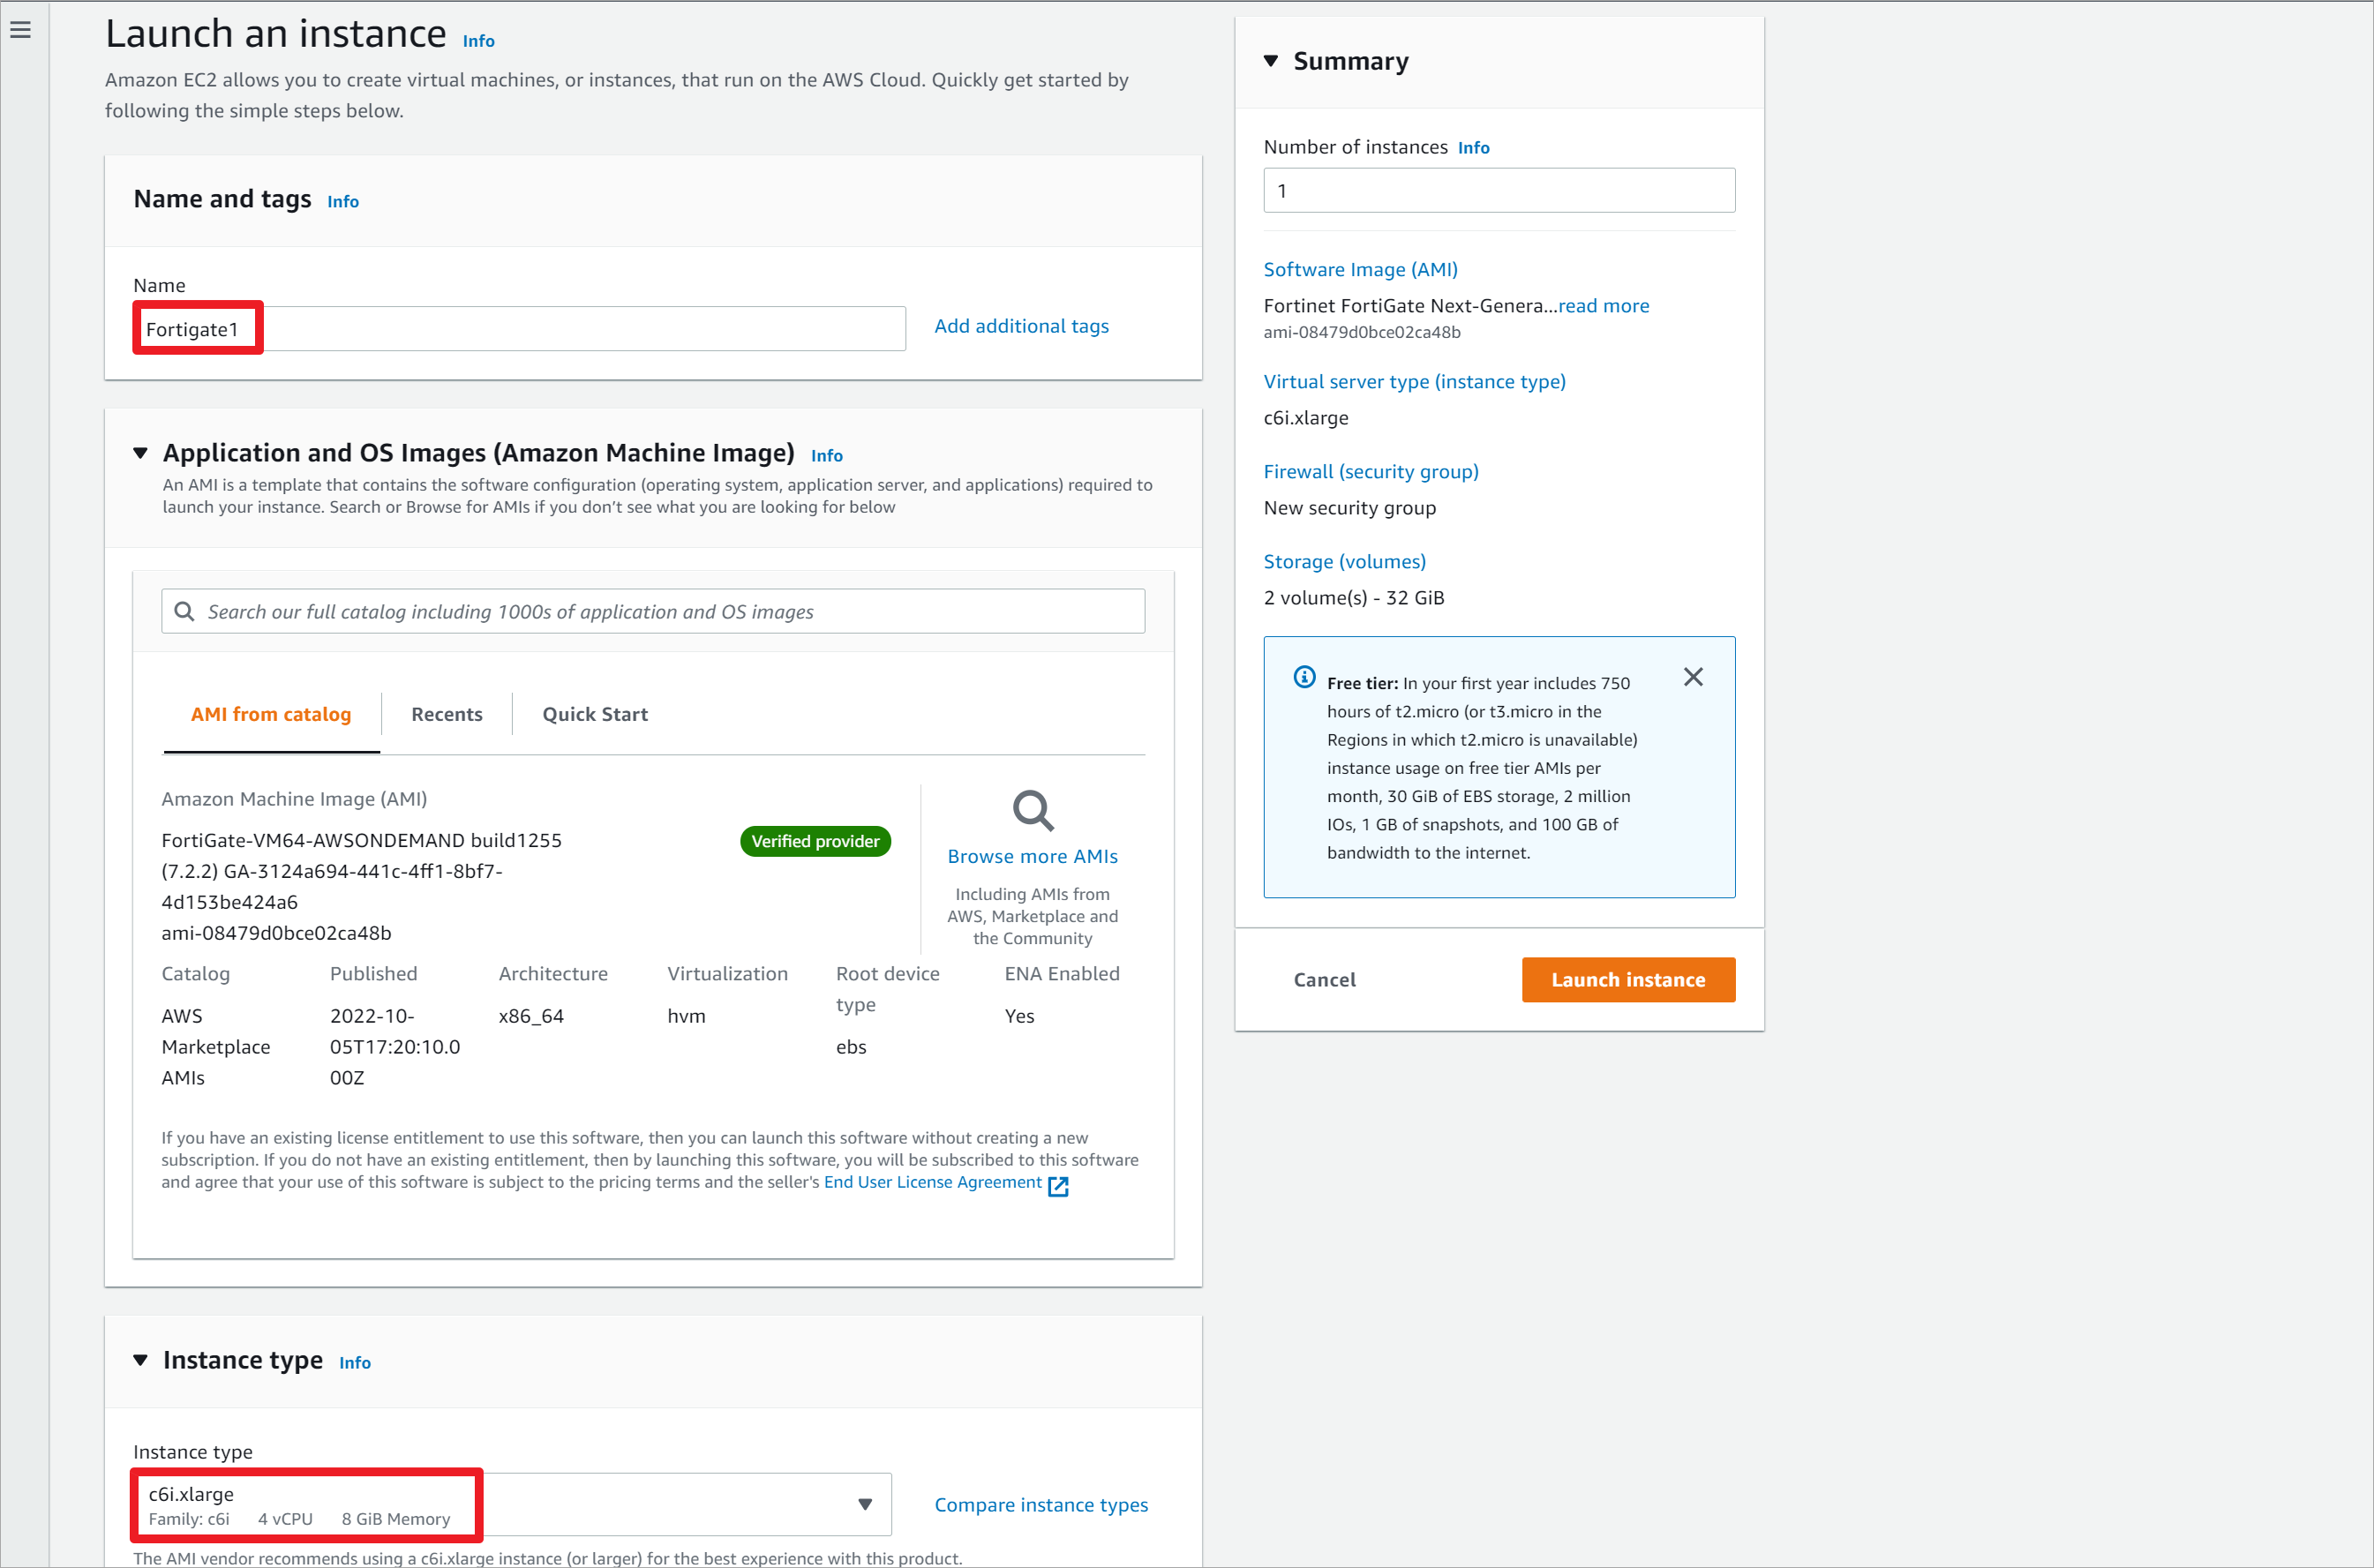 Launch an instance Info
Amazon EC2 allows you to create virtual machines, or instances, that run on the AWS Cloud. Quickly get started by
following the simple steps below.
Name and tags Info
Name
Fortigate1
Add additional tags
Application and OS Images (Amazon Machine Image) Info
An AMI is a template that contains the software configuration (operating system, application server, and applications) required to
launch your instance. Search or Browse for AMIs if you don’t see what you are looking for below
Search our full catalog including 1000s of application and OS images
AMI from catalog
Recents
Quick Start
Amazon Machine Image (AMI)
FortiGate-VM64-AWSONDEMAND build1255
(7.2.2) GA-3124a694-441c-4ff1-8bf7-
4d153be424a6
ami-08479d0bce02ca48b
Verified provider
Browse more AMIs
Including AMIs from
AWS, Marketplace and
the Community
Catalog
AWS
Marketplace
AMIs
Published
2022-10-
05T17:20:10.0
00Z
Architecture
x86_64
Virtualization
hvm
Root device
type
ebs
ENA Enabled
Yes
If you have an existing license entitlement to use this software, then you can launch this software without creating a new
subscription. If you do not have an existing entitlement, then by launching this software, you will be subscribed to this software
and agree that your use of this software is subject to the pricing terms and the seller's End User License Agreement
Instance type Info
Instance type
c6i.xlarge
Family: c6i 4 vCPU 8 GiB Memory
Compare instance types
The AMI vendor recommends using a c6i.xlarge instance (or larger) for the best experience with this product.
Summary
Number of instances Info
1
Software Image (AMI)
Fortinet FortiGate Next-Genera...read more
ami-08479d0bce02ca48b
Virtual server type (instance type)
c6i.xlarge
Firewall (security group)
New security group
Storage (volumes)
2 volume(s) - 32 GiB
Free tier: In your first year includes 750
hours of t2.micro (or t3.micro in the
Regions in which t2.micro is unavailable)
instance usage on free tier AMIs per
month, 30 GiB of EBS storage, 2 million
IOs, 1 GB of snapshots, and 100 GB of
bandwidth to the internet.
Cancel
Launch instance